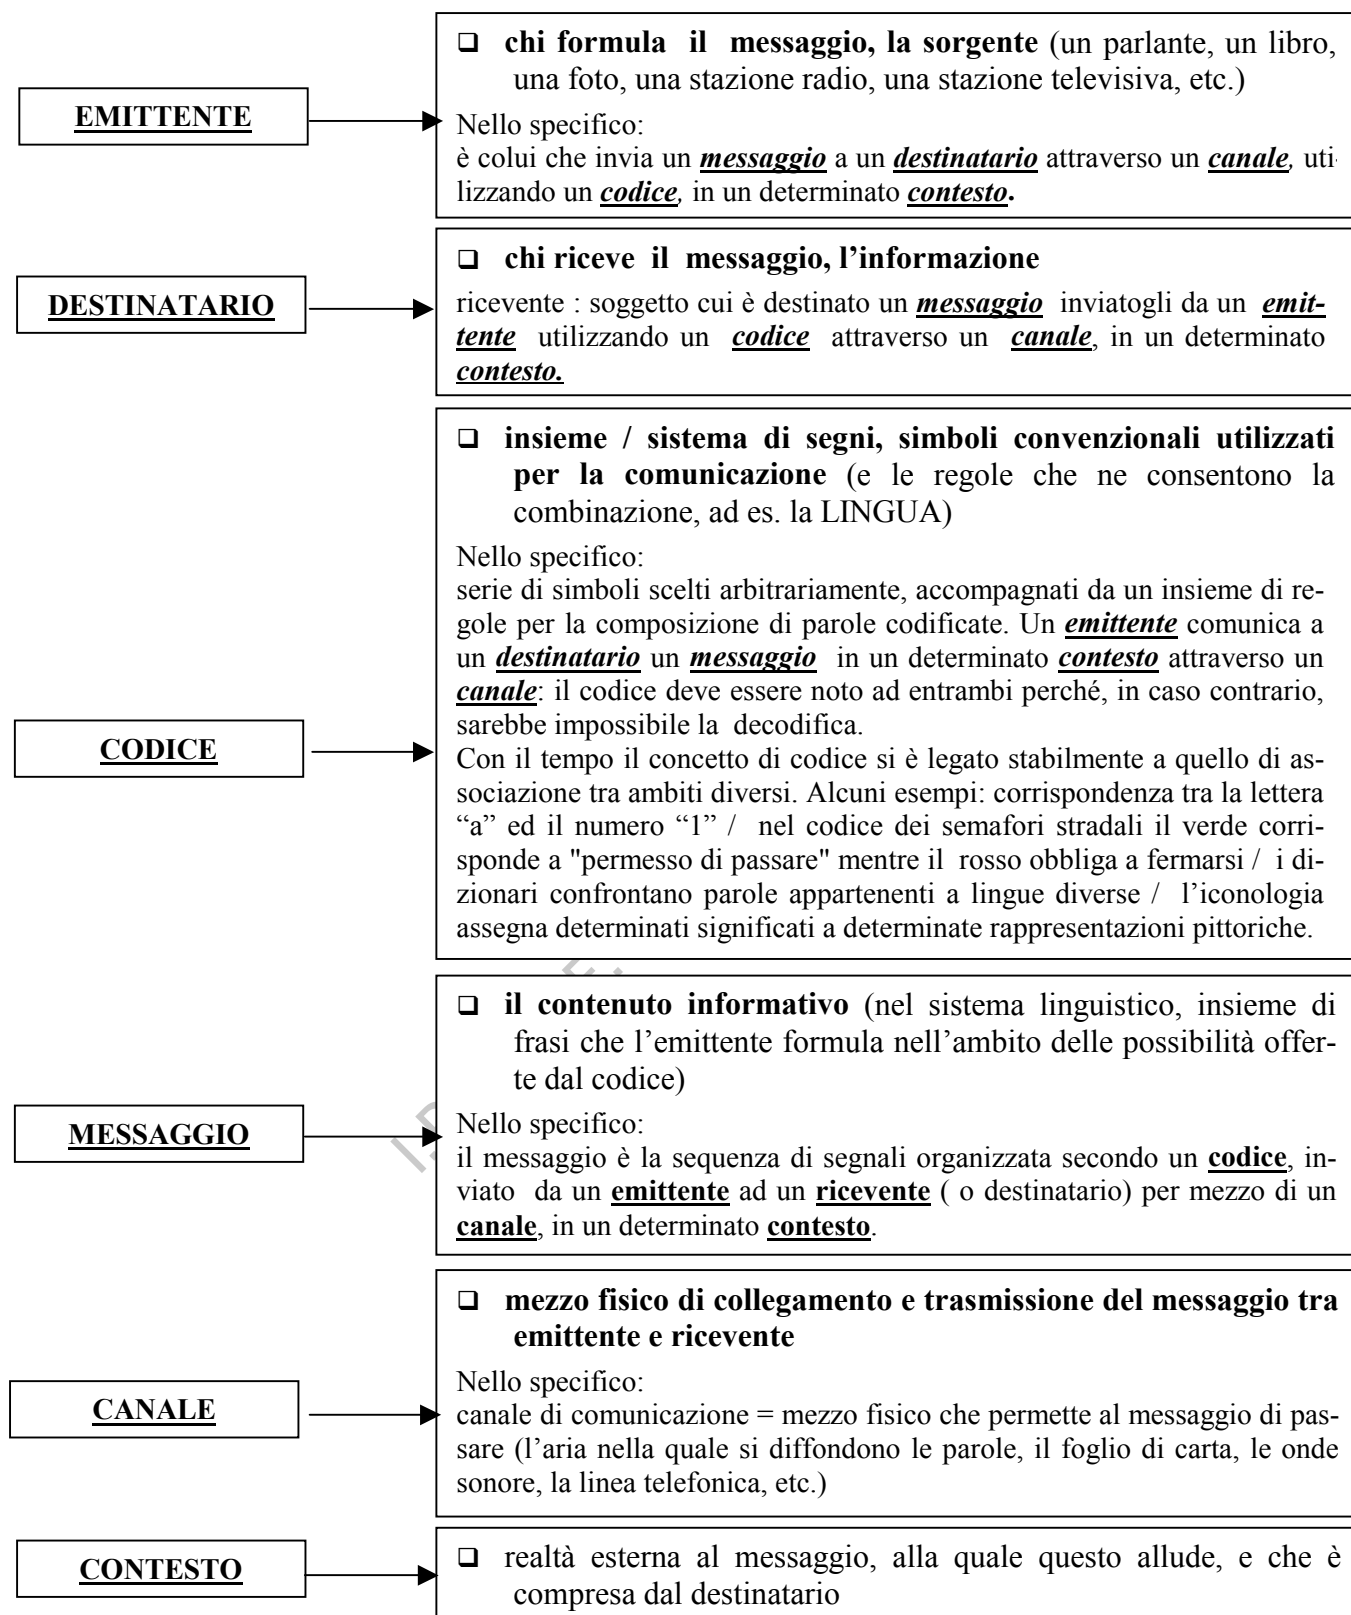 ❑ chi formula il messaggio, la sorgente (un parlante, un libro,
una foto, una stazione radio, una stazione televisiva, etc.)
EMITTENTE
Nello specifico:
è colui che invia un messaggio a un destinatario attraverso un canale, uti-
lizzando un codice, in un determinato contesto.
❑ chi riceve il messaggio, l’informazione
DESTINATARIO
ricevente : soggetto cui è destinato un messaggio inviatogli da un emit-
tente utilizzando un codice attraverso un canale, in un determinato
contesto.
❑ insieme / sistema di segni, simboli convenzionali utilizzati
per la comunicazione (e le regole che ne consentono la
combinazione, ad es. la LINGUA)
Nello specifico:
serie di simboli scelti arbitrariamente, accompagnati da un insieme di re-
gole per la composizione di parole codificate. Un emittente comunica a
un destinatario un messaggio in un determinato contesto attraverso un
canale: il codice deve essere noto ad entrambi perché, in caso contrario,
sarebbe impossibile la decodifica.
CODICE
Con il tempo il concetto di codice si è legato stabilmente a quello di as-
sociazione tra ambiti diversi. Alcuni esempi: corrispondenza tra la lettera
“a” ed il numero “1” / nel codice dei semafori stradali il verde corri-
sponde a "permesso di passare" mentre il rosso obbliga a fermarsi / i di-
zionari confrontano parole appartenenti a lingue diverse / l’iconologia
assegna determinati significati a determinate rappresentazioni pittoriche.
❑ il contenuto informativo (nel sistema linguistico, insieme di
frasi che l’emittente formula nell’ambito delle possibilità offer-
te dal codice)
MESSAGGIO
Nello specifico:
il messaggio è la sequenza di segnali organizzata secondo un codice, in-
viato da un emittente ad un ricevente ( o destinatario) per mezzo di un
canale, in un determinato contesto.
❑ mezzo fisico di collegamento e trasmissione del messaggio tra
emittente e ricevente
CANALE
Nello specifico:
canale di comunicazione = mezzo fisico che permette al messaggio di pas-
sare (l’aria nella quale si diffondono le parole, il foglio di carta, le onde
sonore, la linea telefonica, etc.)
CONTESTO
❑ realtà esterna al messaggio, alla quale questo allude, e che è
compresa dal destinatario